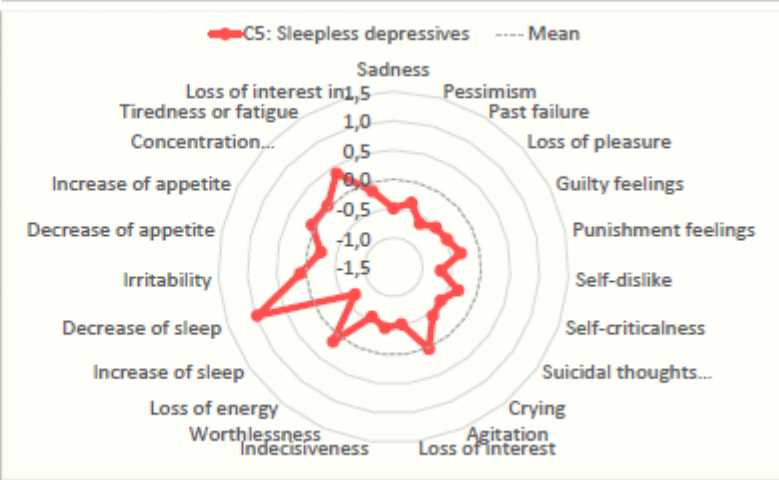 C5: Sleepless depressives
Mean
Sadness
Loss of interest in
1,5
Pessimism
Tiredness or fatigue
1,0
Past failure
Concentration...
0,5
Loss of pleasure
Increase of appetite
0,0
Guilty feelings
-0,5
Decrease of appetite
-1,0
Punishment feelings
-1,5
Irritability
Self-dislike
Decrease of sleep
Self-criticalness
Increase of sleep
Suicidal thoughts...
Loss of energy
Crying
Worthlessness
Agitation
Indecisiveness
Loss of interest